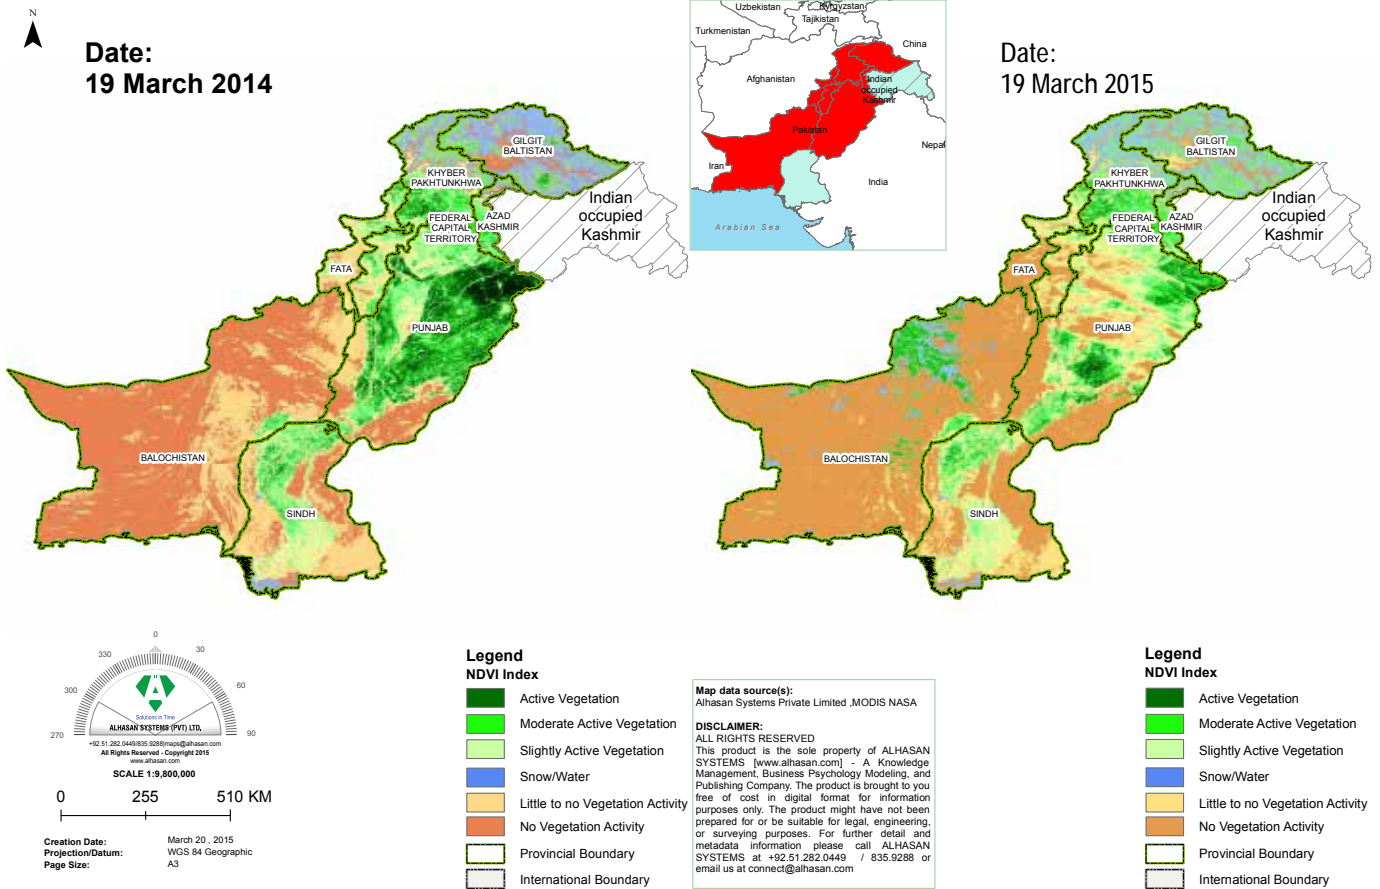 N
Date:
19 March 2014
GILGIT
BALTISTAN
KHYBER
PAKHTUNKHWA
FEDERAL
CAPITAL
TERRITORY
AZAD
KASHMIR
Indian
occupied
Kashmir
FATA
PUNJAB
BALOCHISTAN
SINDH
Uzbekistan
Kyrgyzstan
Tajikistan
Turkmenistan
China
Afghanistan
Indian
occupied
Kashmir
Pakistan
Nepal
Iran
India
Arabian Sea
Date:
19 March 2015
GILGIT
BALTISTAN
KHYBER
PAKHTUNKHWA
FEDERAL
CAPITAL
TERRITORY
AZAD
KASHMIR
Indian
occupied
Kashmir
FATA
PUNJAB
BALOCHISTAN
SINDH
0
330
30
300
60
270
90
A
Solutions in Time
ALHASAN SYSTEMS (PVT) LTD,
+92.51.282.0449/835.9288|maps@alhasan.com
All Rights Reserved - Copyright 2015
www.alhasan.com
SCALE 1:9,800,000
0 255 510 KM
Creation Date: March 20 , 2015
Projection/Datum: WGS 84 Geographic
Page Size: A3
Legend
NDVI Index
Active Vegetation
Moderate Active Vegetation
Slightly Active Vegetation
Snow/Water
Little to no Vegetation Activity
No Vegetation Activity
Provincial Boundary
International Boundary
Map data source(s):
Alhasan Systems Private Limited ,MODIS NASA
DISCLAIMER:
ALL RIGHTS RESERVED
This product is the sole property of ALHASAN
SYSTEMS [www.alhasan.com] - A Knowledge
Management, Business Psychology Modeling, and
Publishing Company. The product is brought to you
free of cost in digital format for information
purposes only. The product might have not been
prepared for or be suitable for legal, engineering,
or surveying purposes. For further detail and
metadata information please call ALHASAN
SYSTEMS at +92.51.282.0449 / 835.9288 or
email us at connect@alhasan.com
Legend
NDVI Index
Active Vegetation
Moderate Active Vegetation
Slightly Active Vegetation
Snow/Water
Little to no Vegetation Activity
No Vegetation Activity
Provincial Boundary
International Boundary